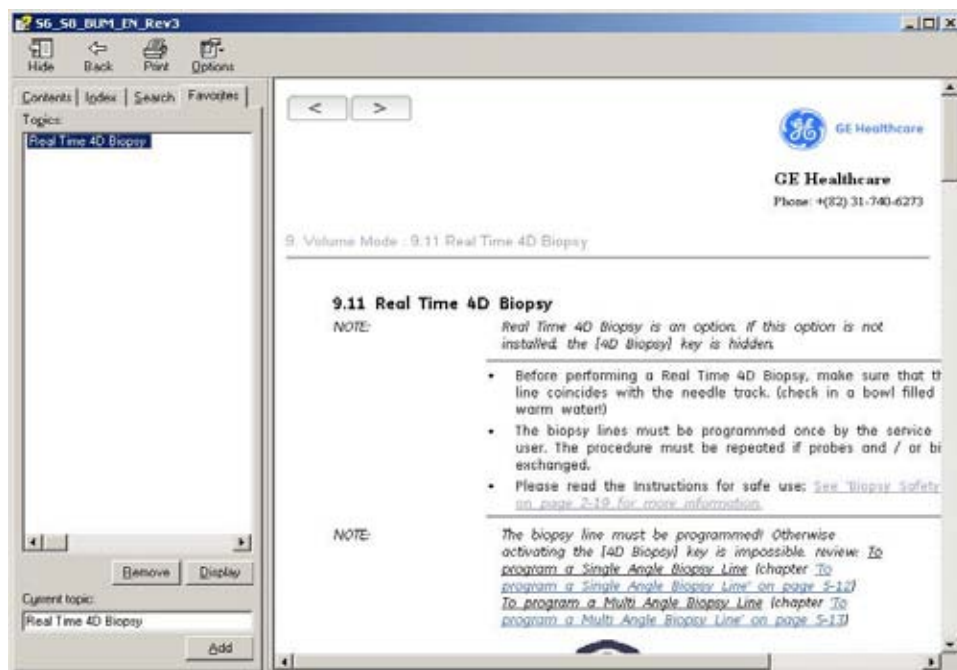 S6_S8_BUM_EN_Rev3
Hide Back Print Options
Contents Index Search Favorites
Topics:
Real Time 4D Biopsy
Remove Display
Current topic:
Real Time 4D Biopsy
Add
< >
GE Healthcare
GE Healthcare
Phone: +(82) 31-740-6273
9. Volume Mode : 9.11 Real Time 4D Biopsy
9.11 Real Time 4D Biopsy
NOTE: Real Time 4D Biopsy is an option. If this option is not
installed, the [4D Biopsy] key is hidden.
• Before performing a Real Time 4D Biopsy, make sure that th
line coincides with the needle track. (check in a bowl filled
warm water!)
• The biopsy lines must be programmed once by the service
user. The procedure must be repeated if probes and / or bi
exchanged.
• Please read the Instructions for safe use: See 'Biopsy Safety
on page 2-19 for more information.
NOTE: The biopsy line must be programmed! Otherwise
activating the [4D Biopsy] key is impossible. review: To
program a Single Angle Biopsy Line (chapter 'To
program a Single Angle Biopsy Line' on page 5-12)
To program a Multi Angle Biopsy Line (chapter 'To
program a Multi Angle Biopsy Line' on page 5-13)